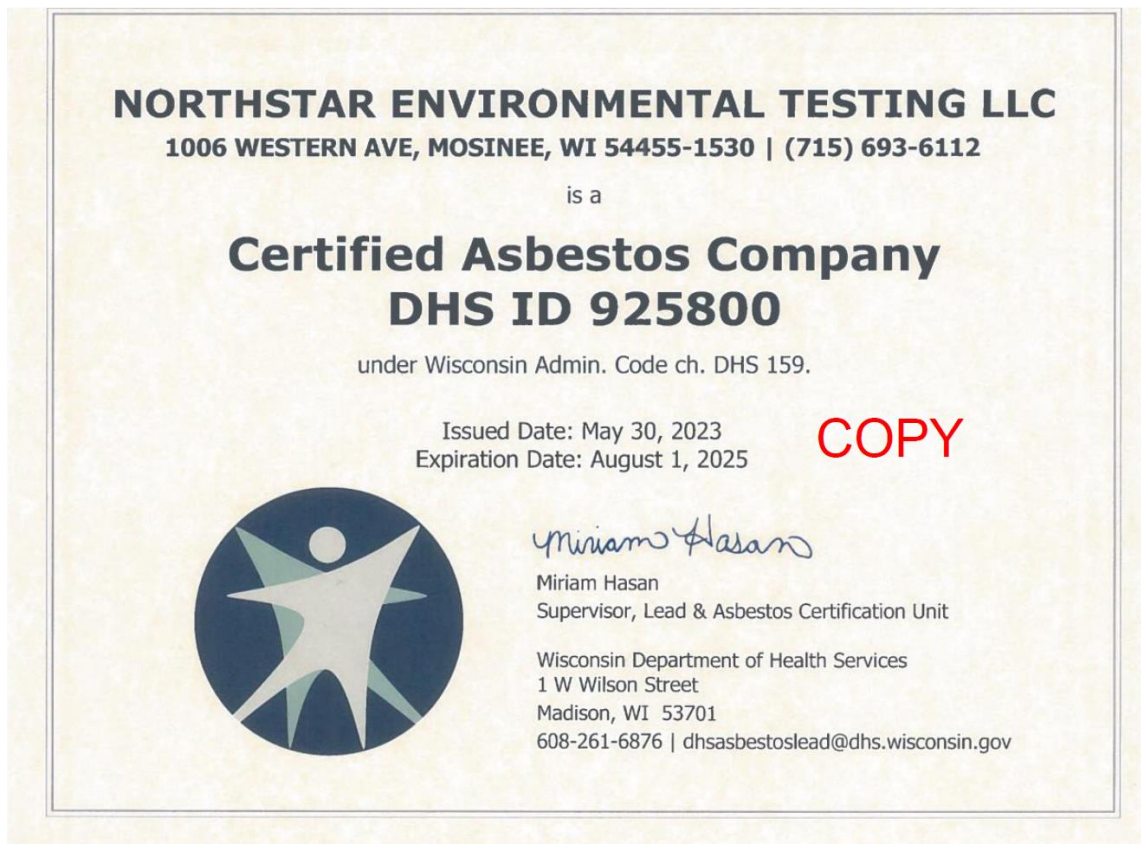 NORTHSTAR ENVIRONMENTAL TESTING LLC
1006 WESTERN AVE, MOSINEE, WI 54455-1530 | (715) 693-6112
is a
Certified Asbestos Company
DHS ID 925800
under Wisconsin Admin. Code ch. DHS 159.
Issued Date: May 30, 2023
Expiration Date: August 1, 2025
COPY
Miriam Hasan
Miriam Hasan
Supervisor, Lead & Asbestos Certification Unit
Wisconsin Department of Health Services
1 W Wilson Street
Madison, WI 53701
608-261-6876 | dhsasbestoslead@dhs.wisconsin.gov